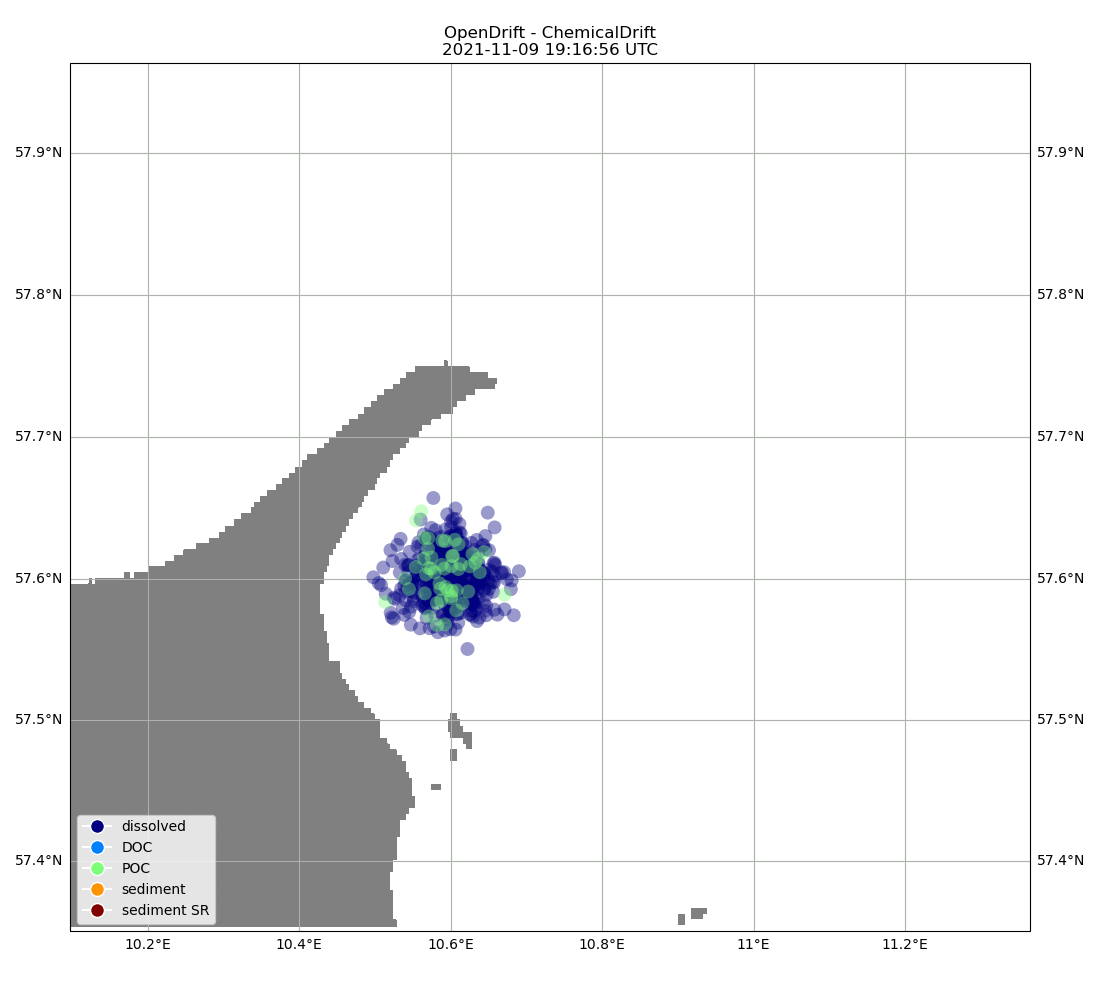 OpenDrift - ChemicalDrift
2021-11-09 19:16:56 UTC
57.9°N 57.9°N
57.8°N 57.8°N
57.7°N 57.7°N
57.6°N 57.6°N
57.5°N 57.5°N
57.4°N 57.4°N
dissolved
DOC
POC
sediment
sediment SR
10.2°E 10.4°E 10.6°E 10.8°E 11°E 11.2°E